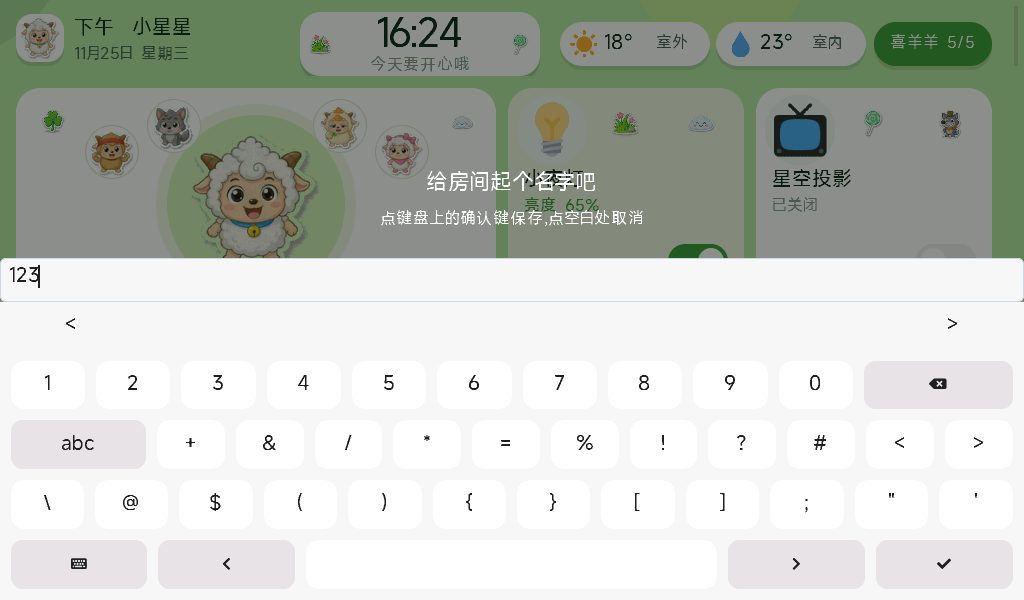 下午 小星星
11月25日 星期三
16:24
今天要开心哦
18° 室外
23° 室内
喜羊羊 5/5
给房间起个名字吧
点键盘上的确认键保存,点空白处取消
亮度 65%
星空投影
已关闭
123
< >
1 2 3 4 5 6 7 8 9 0
abc + & / * = % ! ? # < >
\ @ $ ( ) { } [ ] ; " '